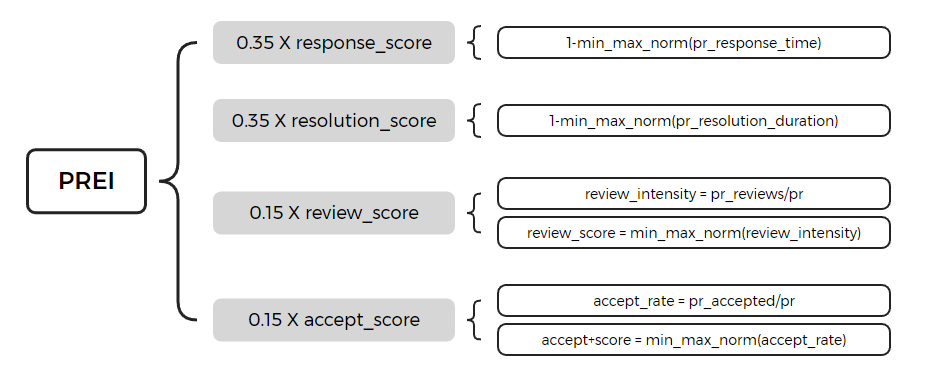 PREI
0.35 X response_score
1-min_max_norm(pr_response_time)
0.35 X resolution_score
1-min_max_norm(pr_resolution_duration)
0.15 X review_score
review_intensity = pr_reviews/pr
review_score = min_max_norm(review_intensity)
0.15 X accept_score
accept_rate = pr_accepted/pr
accept+score = min_max_norm(accept_rate)